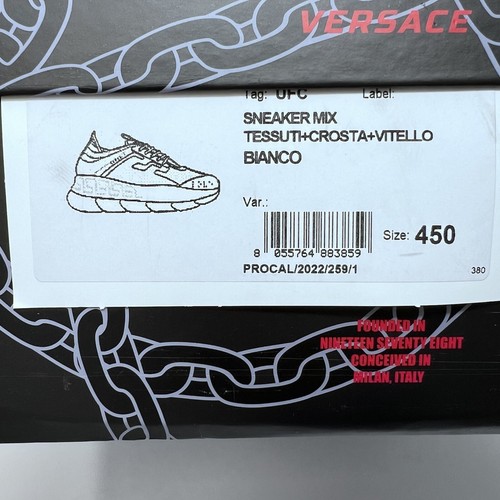 VERSACE
Tag: UFC Label:
SNEAKER MIX
TESSUTI+CROSTA+VITELLO
BIANCO
Var.:
Size: 450
8 055764 883859
PROCAL/2022/259/1
380
FOUNDED IN
NINETEEN SEVENTY EIGHT
CONCEIVED IN
MILAN, ITALY